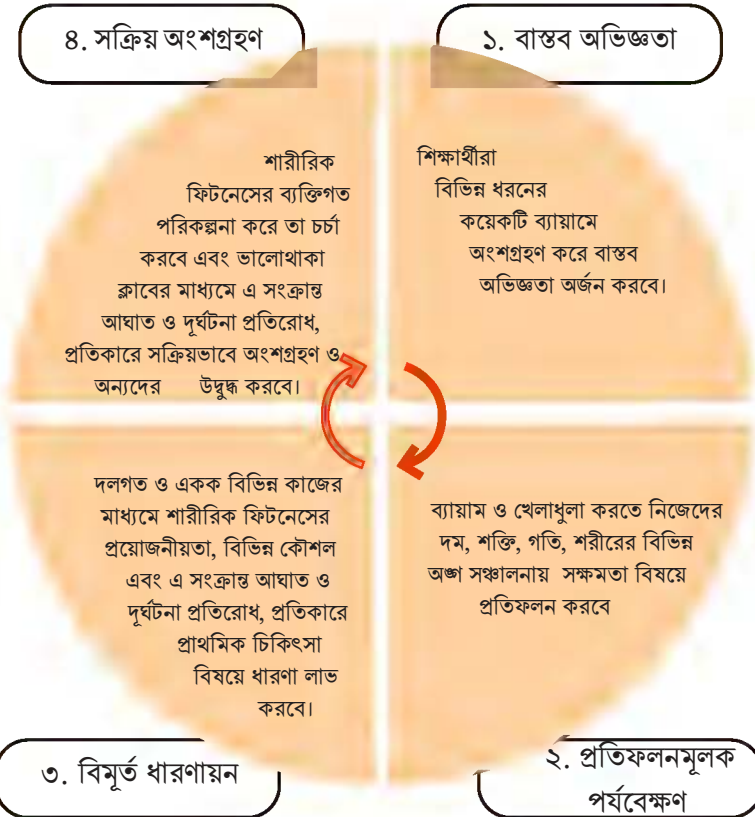 ৪. সক্রিয় অংশগ্রহণ
১. বাস্তব অভিজ্ঞতা
শারীরিক
ফিটনেসের ব্যক্তিগত
পরিকল্পনা করে তা চর্চা
করবে এবং ভালোথাকা
ক্লাবের মাধ্যমে এ সংক্রান্ত
আঘাত ও দুর্ঘটনা প্রতিরোধ,
প্রতিকারে সক্রিয়ভাবে অংশগ্রহণ ও
অন্যদের উদ্বুদ্ধ করবে।
শিক্ষার্থীরা
বিভিন্ন ধরনের
কয়েকটি ব্যায়ামে
অংশগ্রহণ করে বাস্তব
অভিজ্ঞতা অর্জন করবে।
দলগত ও একক বিভিন্ন কাজের
মাধ্যমে শারীরিক ফিটনেসের
প্রয়োজনীয়তা, বিভিন্ন কৌশল
এবং এ সংক্রান্ত আঘাত ও
দুর্ঘটনা প্রতিরোধ, প্রতিকারে
প্রাথমিক চিকিৎসা
বিষয়ে ধারণা লাভ
করবে।
ব্যায়াম ও খেলাধুলা করতে নিজেদের
দম, শক্তি, গতি, শরীরের বিভিন্ন
অঙ্গ সঞ্চালনায় সক্ষমতা বিষয়ে
প্রতিফলন করবে
৩. বিমূর্ত ধারণায়ন
২. প্রতিফলনমূলক
পর্যবেক্ষণ